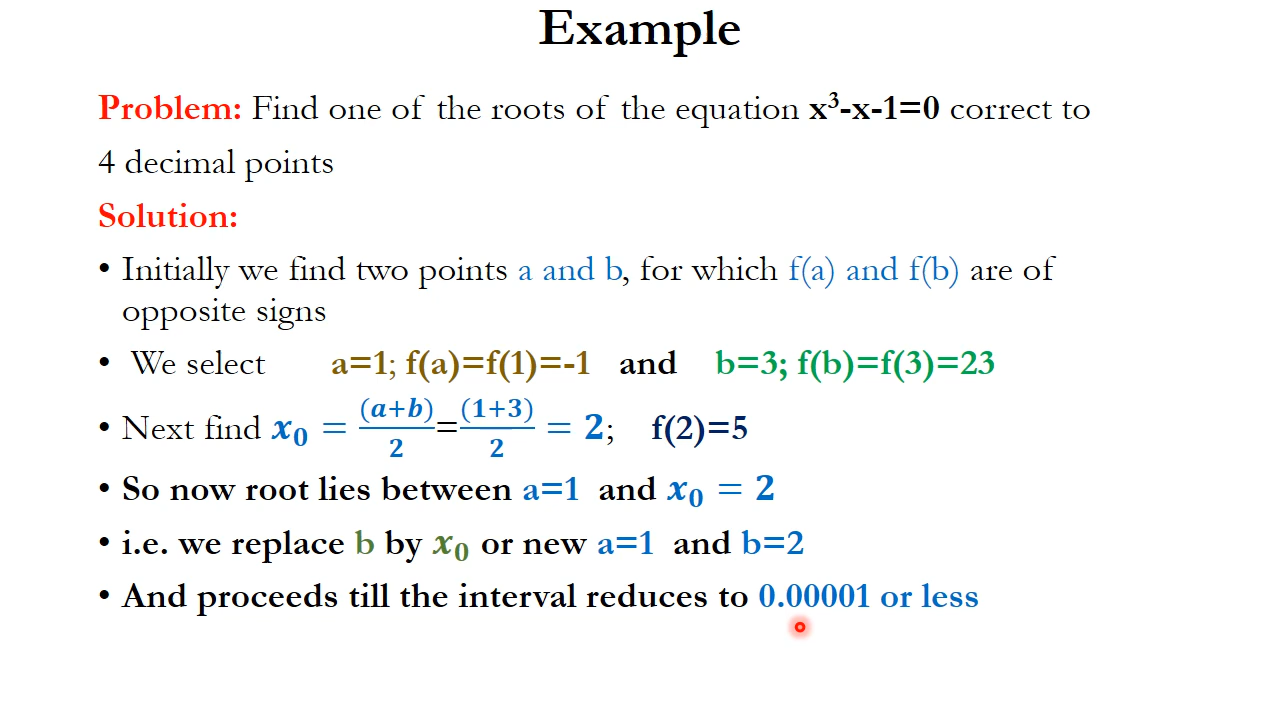 Example
Problem: Find one of the roots of the equation x³-x-1=0 correct to
4 decimal points
Solution:
• Initially we find two points a and b, for which f(a) and f(b) are of
opposite signs
• We select a=1; f(a)=f(1)=-1 and b=3; f(b)=f(3)=23
• Next find x₀ = (a+b)/2=(1+3)/2 = 2; f(2)=5
• So now root lies between a=1 and x₀ = 2
• i.e. we replace b by x₀ or new a=1 and b=2
• And proceeds till the interval reduces to 0.00001 or less